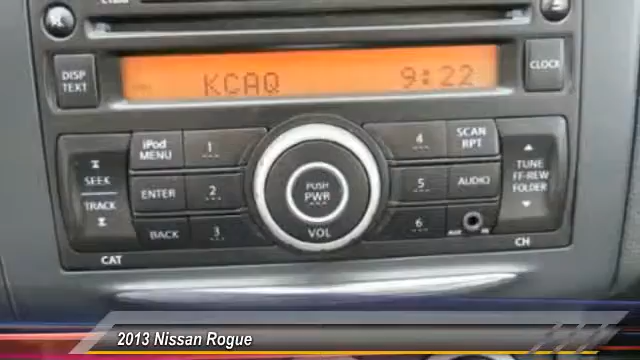 DISP
TEXT
KCAQ 9:22
CLOCK
iPod
MENU
1
4
SCAN
RPT
SEEK
TRACK
ENTER
2
PUSH
PWR
5
AUDIO
TUNE
FF-REW
FOLDER
BACK
3
VOL
6
CAT
CH
2013 Nissan Rogue